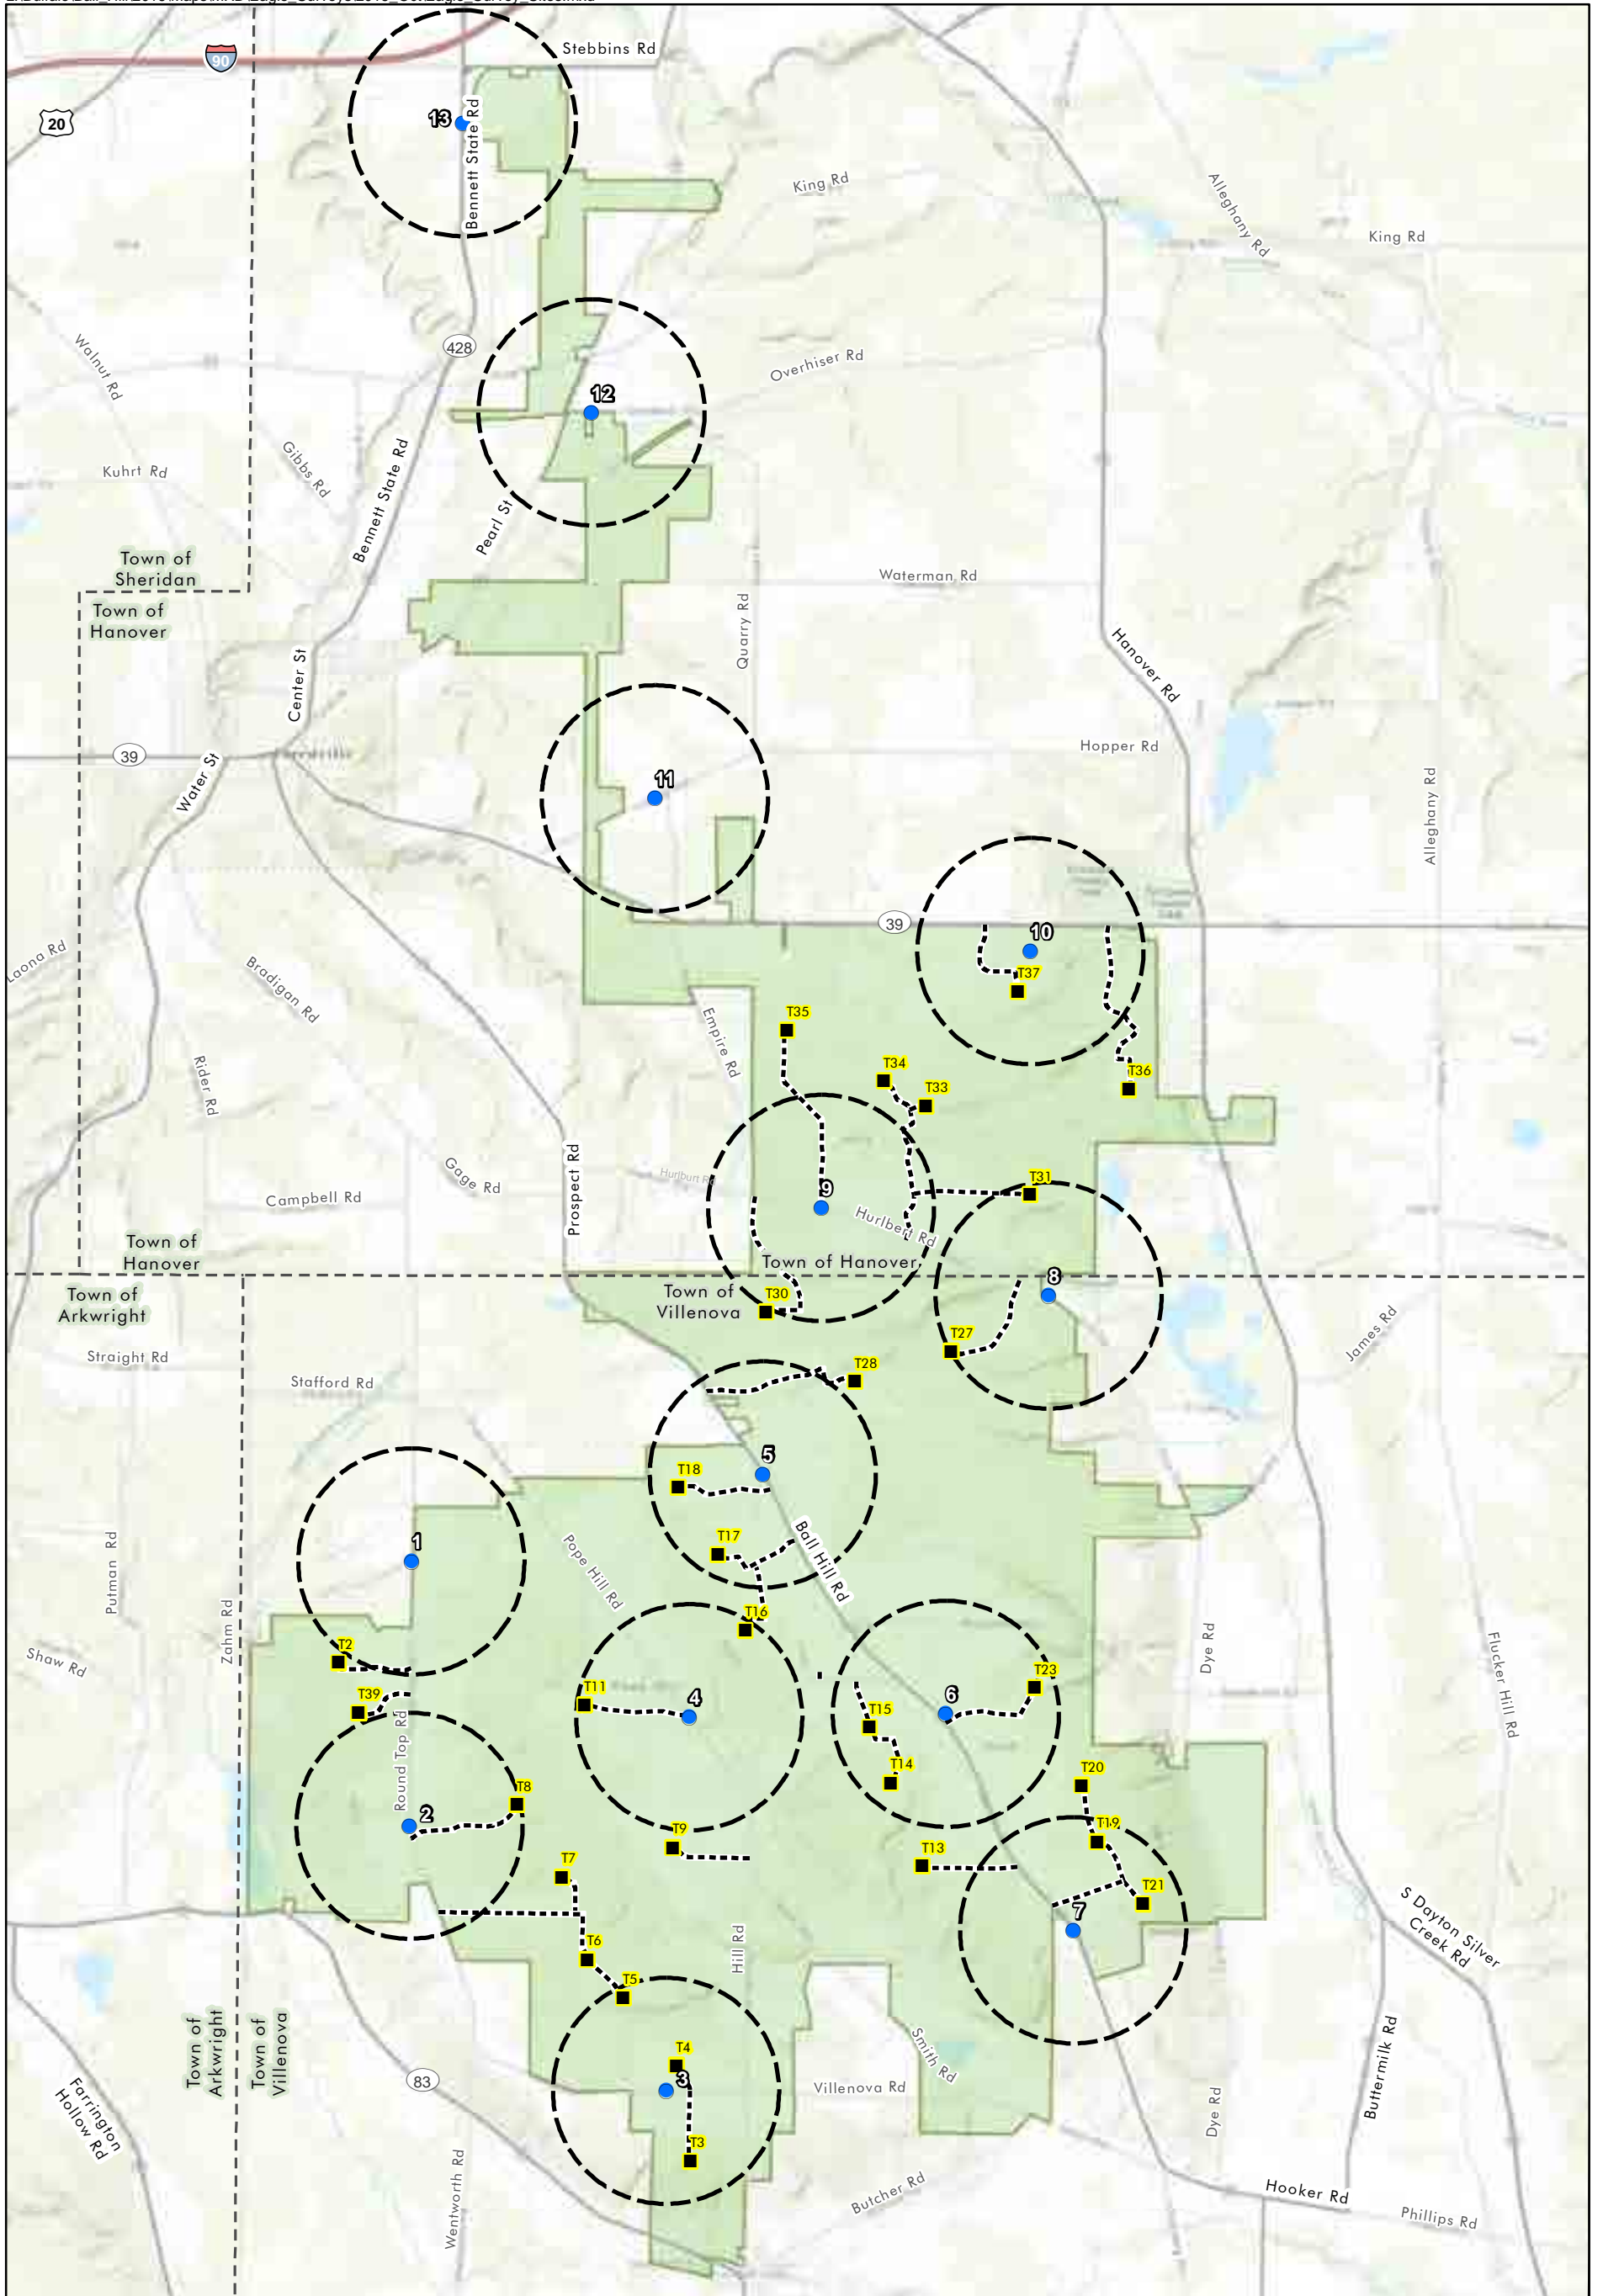 Stebbins Rd
90
20
13
Bennett State Rd
King Rd
Alleghany Rd
King Rd
428
Walnut Rd
Overhiser Rd
12
Gibbs Rd
Kuhrt Rd
Bennett State Rd
Pearl St
Town of
Sheridan
Town of
Hanover
Waterman Rd
Quarry Rd
Hanover Rd
Center St
39
Water St
Hopper Rd
11
Alleghany Rd
39
10
Laona Rd
Bradigan Rd
T37
T35
Empire Rd
T34
T33
T36
Rider Rd
Prospect Rd
Gage Rd
Hurlburt Rd
T31
Campbell Rd
9
Hurlbert Rd
Town of
Hanover
Town of Hanover
Town of
Arkwright
Town of
Villenova
T30
8
T27
James Rd
Straight Rd
Stafford Rd
T28
5
T18
1
T17
Ball Hill Rd
Pope Hill Rd
Putman Rd
Zahm Rd
T16
Dye Rd
Flucker Hill Rd
Shaw Rd
T2
T39
T11
4
6
T23
T15
Round Top Rd
T14
T20
T8
2
T19
T9
T13
T7
T21
7
S Dayton Silver
Creek Rd
T6
Hill Rd
T5
Town of
Arkwright
Town of
Villenova
Smith Rd
T4
3
83
Villenova Rd
Buttermilk Rd
Farrington
Hollow Rd
Dye Rd
T3
Wentworth Rd
Butcher Rd
Hooker Rd
Phillips Rd